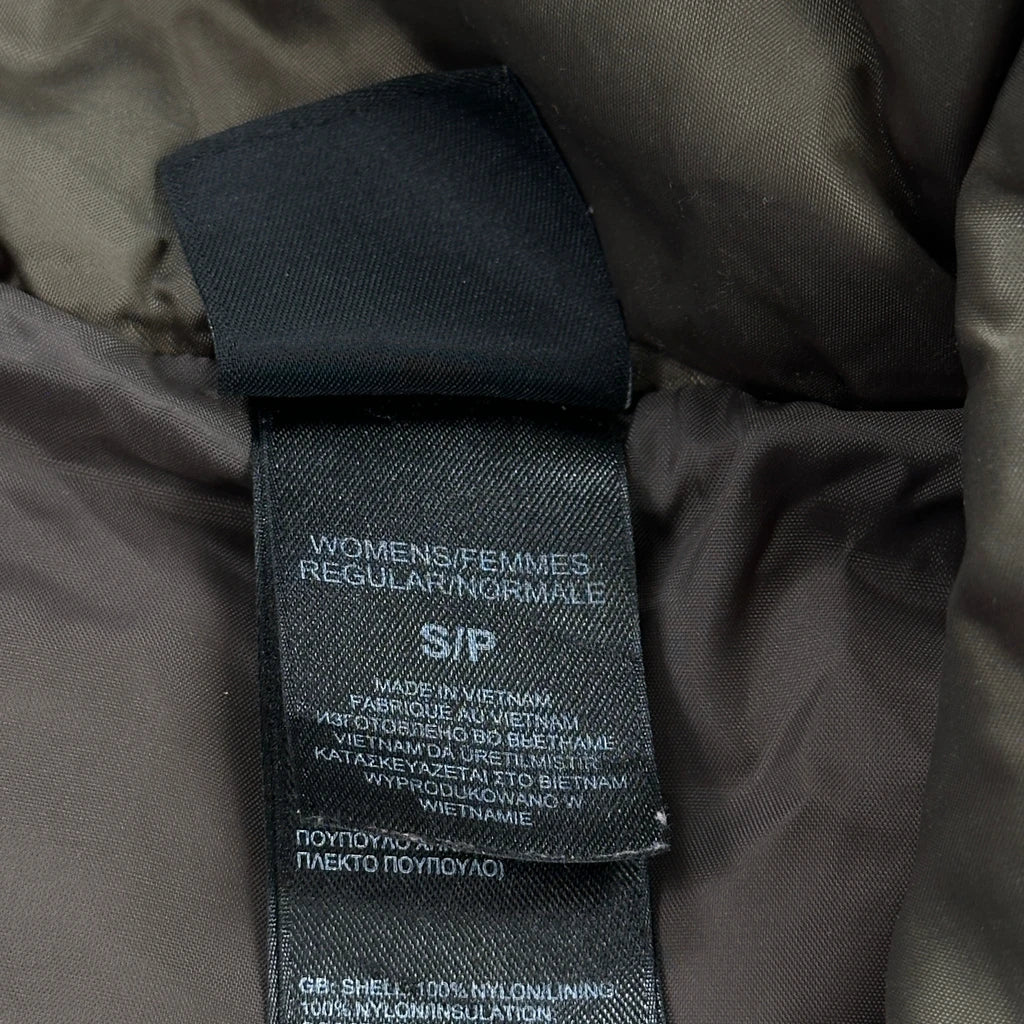 WOMENS/FEMMES
REGULAR/NORMALE
S/P
MADE IN VIETNAM
FABRIQUE AU VIETNAM
ИЗГОТОВЛЕНО ВО ВЬЕТНАМЕ
VIETNAM DA URETILMISTIR
ΚΑΤΑΣΚΕΥΑΖΕΤΑΙ ΣΤΟ ΒΙΕΤΝΑΜ
WYPRODUKOWANO W
WIETNAMIE
ΠΟΥΠΟΥΛΟ
ΠΛΕΚΤΟ ΠΟΥΠΟΥΛΟ)
GB: SHELL: 100% NYLON/LINING:
100% NYLON/INSULATION